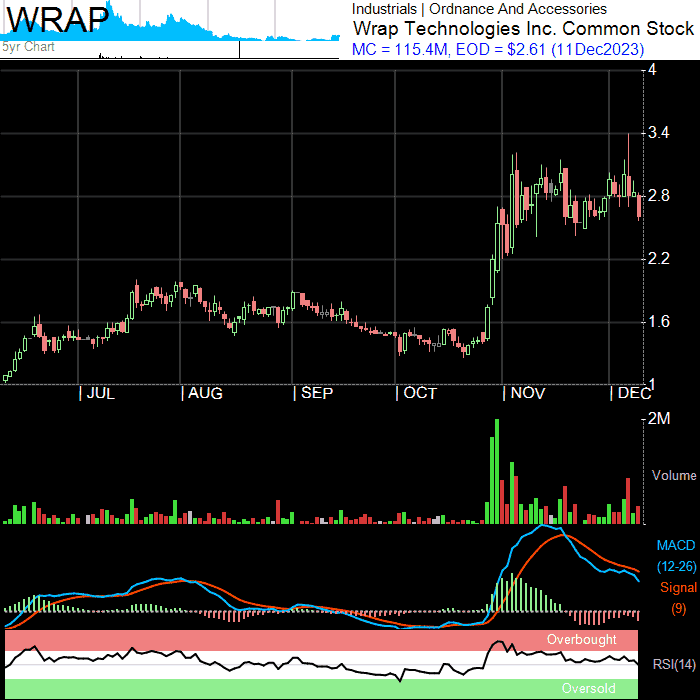 WRAP
5yr Chart
Industrials | Ordnance And Accessories
Wrap Technologies Inc. Common Stock
MC = 115.4M, EOD = $2.61 (11Dec2023)
4
3.4
2.8
2.2
1.6
1
| JUL | AUG | SEP | OCT | NOV | DEC
2M
Volume
MACD
(12-26)
Signal
(9)
Overbought
RSI(14)
Oversold